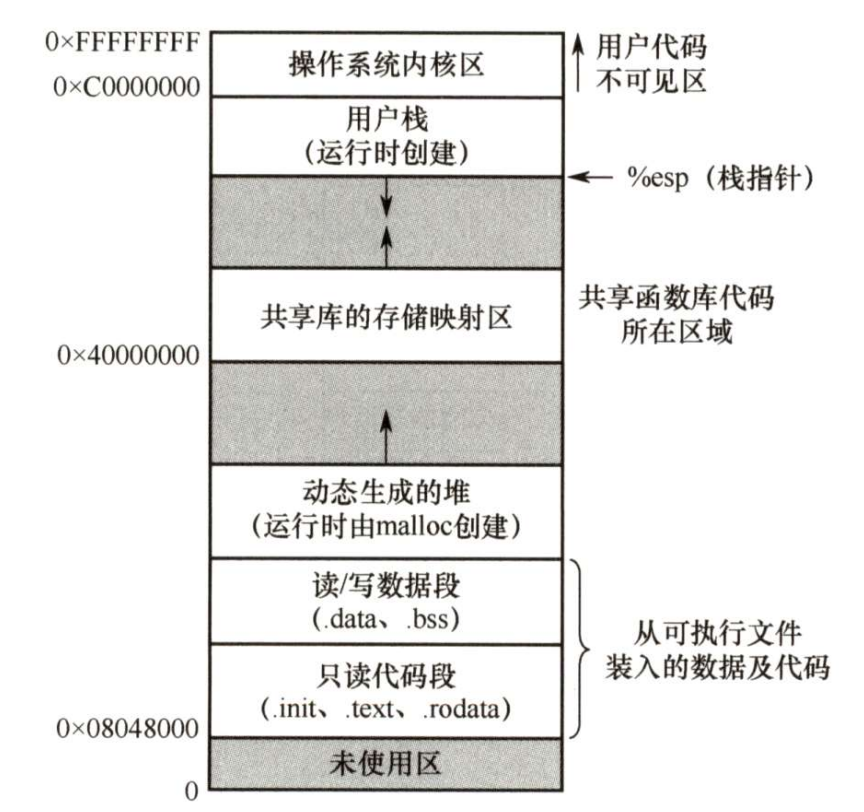 0×FFFFFFFF
操作系统内核区
用户代码
不可见区
0×C0000000
用户栈
(运行时创建)
%esp（栈指针）
共享库的存储映射区
共享函数库代码
所在区域
0×40000000
动态生成的堆
(运行时由malloc创建)
读/写数据段
(.data、.bss)
只读代码段
(.init、.text、.rodata)
从可执行文件
装入的数据及代码
0×08048000
未使用区
0